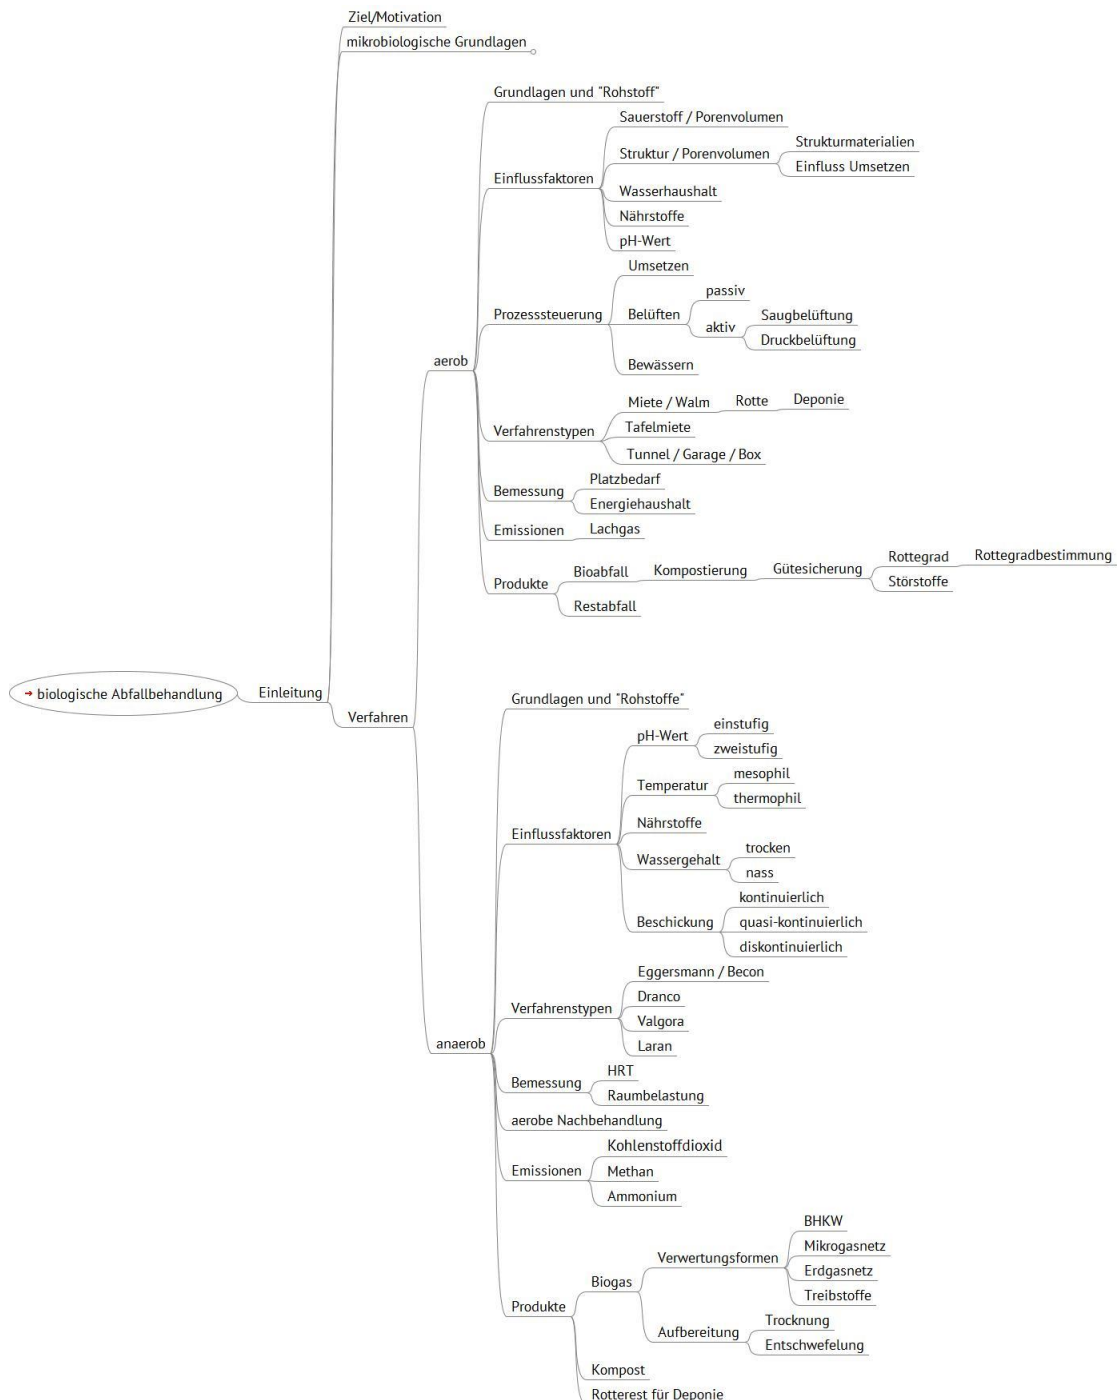 Ziel/Motivation
mikrobiologische Grundlagen
Grundlagen und "Rohstoff"
Sauerstoff / Porenvolumen
Strukturmaterialien
Struktur / Porenvolumen
Einfluss Umsetzen
Einflussfaktoren
Wasserhaushalt
Nährstoffe
pH-Wert
Umsetzen
passiv
Prozesssteuerung
Belüften
Saugbelüftung
aktiv
Druckbelüftung
Bewässern
aerob
Miete / Walm
Rotte
Deponie
Verfahrenstypen
Tafelmiete
Tunnel / Garage / Box
Platzbedarf
Bemessung
Energiehaushalt
Emissionen
Lachgas
Rottegrad
Rottegradbestimmung
Bioabfall
Kompostierung
Gütesicherung
Störstoffe
Produkte
Restabfall
biologische Abfallbehandlung
Einleitung
Verfahren
Grundlagen und "Rohstoffe"
einstufig
pH-Wert
zweistufig
mesophil
Temperatur
thermophil
Einflussfaktoren
Nährstoffe
trocken
Wassergehalt
nass
kontinuierlich
Beschickung
quasi-kontinuierlich
diskontinuierlich
Eggersmann / Becon
Verfahrenstypen
Dranco
Valgora
Laran
anaerob
HRT
Bemessung
Raumbelastung
aerobe Nachbehandlung
Kohlenstoffdioxid
Emissionen
Methan
Ammonium
BHKW
Verwertungsformen
Mikrogasnetz
Erdgasnetz
Biogas
Treibstoffe
Produkte
Trocknung
Aufbereitung
Entschwefelung
Kompost
Rotterest für Deponie